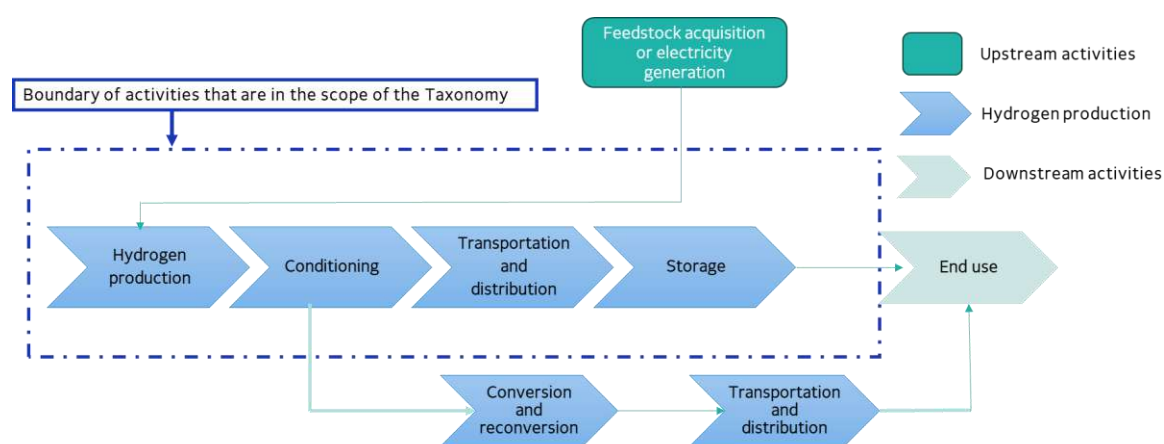 Feedstock acquisition
or electricity
generation
Upstream activities
Boundary of activities that are in the scope of the Taxonomy
Hydrogen production
Downstream activities
Hydrogen
production
Conditioning
Transportation
and
distribution
Storage
End use
Conversion
and
reconversion
Transportation
and
distribution